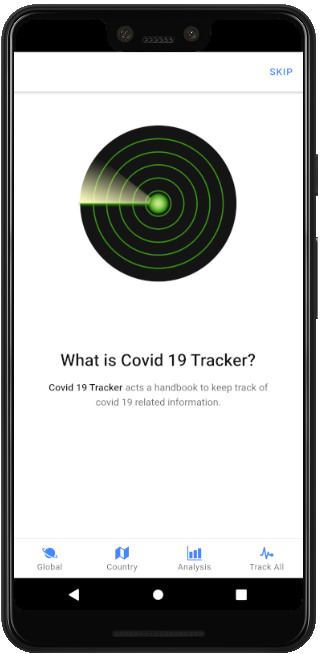 SKIP
What is Covid 19 Tracker?
Covid 19 Tracker acts a handbook to keep track of
covid 19 related information.
Global Country Analysis Track All